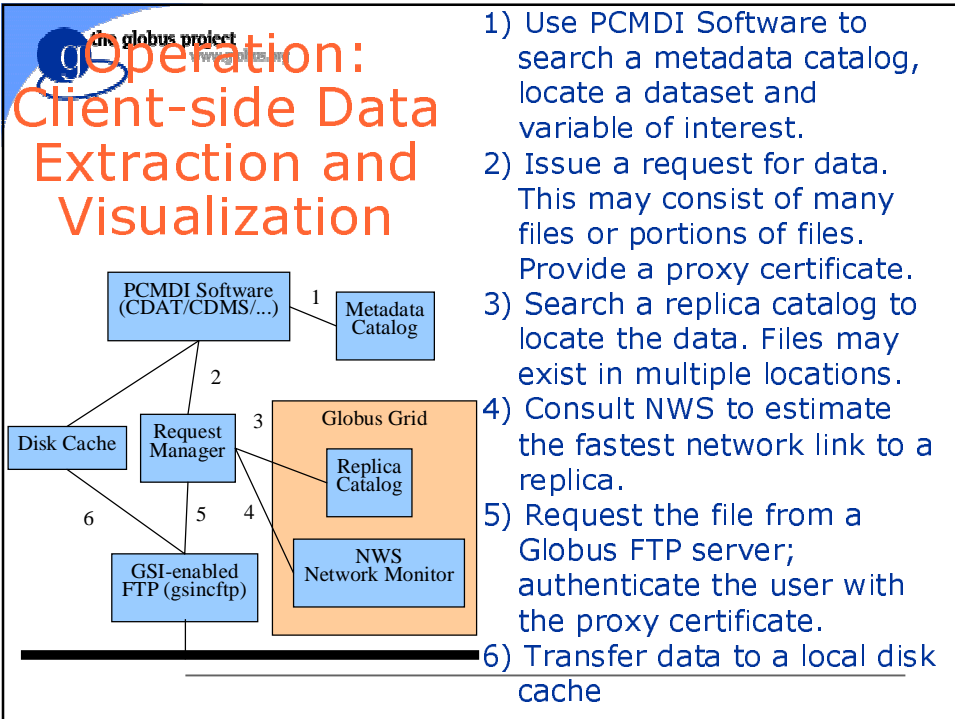 the globus project
www.globus.org
g
Operation:
Client-side Data
Extraction and
Visualization
1) Use PCMDI Software to
search a metadata catalog,
locate a dataset and
variable of interest.
2) Issue a request for data.
This may consist of many
files or portions of files.
Provide a proxy certificate.
3) Search a replica catalog to
locate the data. Files may
exist in multiple locations.
4) Consult NWS to estimate
the fastest network link to a
replica.
5) Request the file from a
Globus FTP server;
authenticate the user with
the proxy certificate.
6) Transfer data to a local disk
cache
PCMDI Software
(CDAT/CDMS/...)
1
Metadata
Catalog
2
Disk Cache
Request
Manager
3
Globus Grid
Replica
Catalog
6
5
4
NWS
Network Monitor
GSI-enabled
FTP (gsincftp)